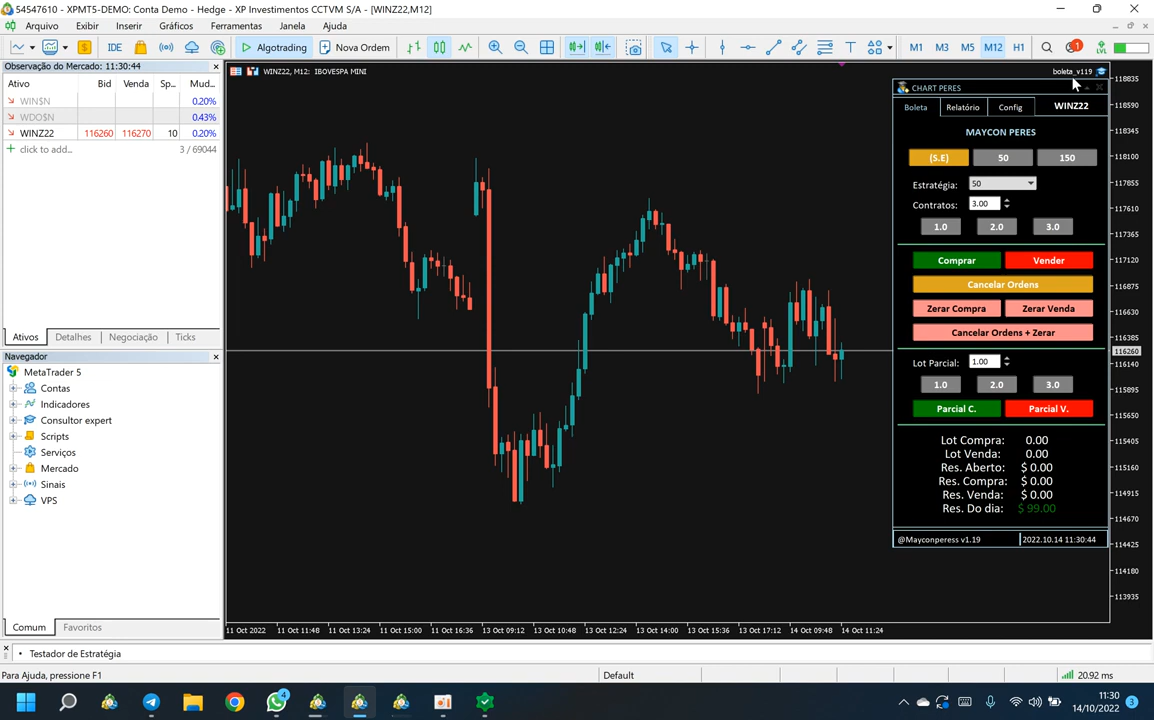 54547610 - XPMT5-DEMO: Conta Demo - Hedge - XP Investimentos CCTVM S/A - [WINZ22,M12]
Arquivo Exibir Inserir Gráficos Ferramentas Janela Ajuda
IDE Algotrading Nova Ordem M1 M3 M5 M12 H1 1 LVL
Observação do Mercado: 11:30:44
Ativo Bid Venda Sp... Mud...
WIN$N 0.20%
WDO$N 0.43%
WINZ22 116260 116270 10 0.20%
click to add... 3 / 69044
Ativos Detalhes Negociação Ticks
Navegador
MetaTrader 5
Contas
Indicadores
Consultor expert
Scripts
Serviços
Mercado
Sinais
VPS
Comum Favoritos
WINZ22, M12: IBOVESPA MINI
boleta_v119
CHART PERES
Boleta Relatório Config WINZ22
MAYCON PERES
(S.E) 50 150
Estratégia: 50
Contratos: 3.00
1.0 2.0 3.0
Comprar Vender
Cancelar Ordens
Zerar Compra Zerar Venda
Cancelar Ordens + Zerar
Lot Parcial: 1.00
1.0 2.0 3.0
Parcial C. Parcial V.
Lot Compra: 0.00
Lot Venda: 0.00
Res. Aberto: $ 0.00
Res. Compra: $ 0.00
Res. Venda: $ 0.00
Res. Do dia: $ 99.00
@Mayconperess v1.19 2022.10.14 11:30:44
118835
118590
118345
118100
117855
117610
117365
117120
116875
116630
116385
116260
116140
115895
115650
115405
115160
114915
114670
114425
114180
113935
11 Oct 2022 11 Oct 11:48 11 Oct 13:24 11 Oct 15:00 11 Oct 16:36 13 Oct 09:12 13 Oct 10:48 13 Oct 12:24 13 Oct 14:00 13 Oct 15:36 13 Oct 17:12 14 Oct 09:48 14 Oct 11:24
Testador de Estratégia
Para Ajuda, pressione F1 Default 20.92 ms
4
11:30
14/10/2022
3